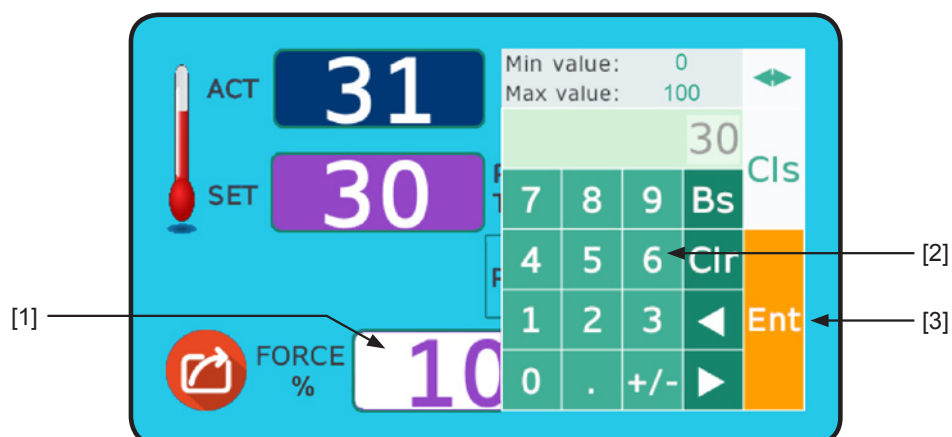 Min value: 0
Max value: 100
ACT 31
30
Cls
SET 30
7 8 9 Bs
4 5 6 Clr
[2]
1 2 3 Ent
[3]
[1]
FORCE
%
10
0 . +/-